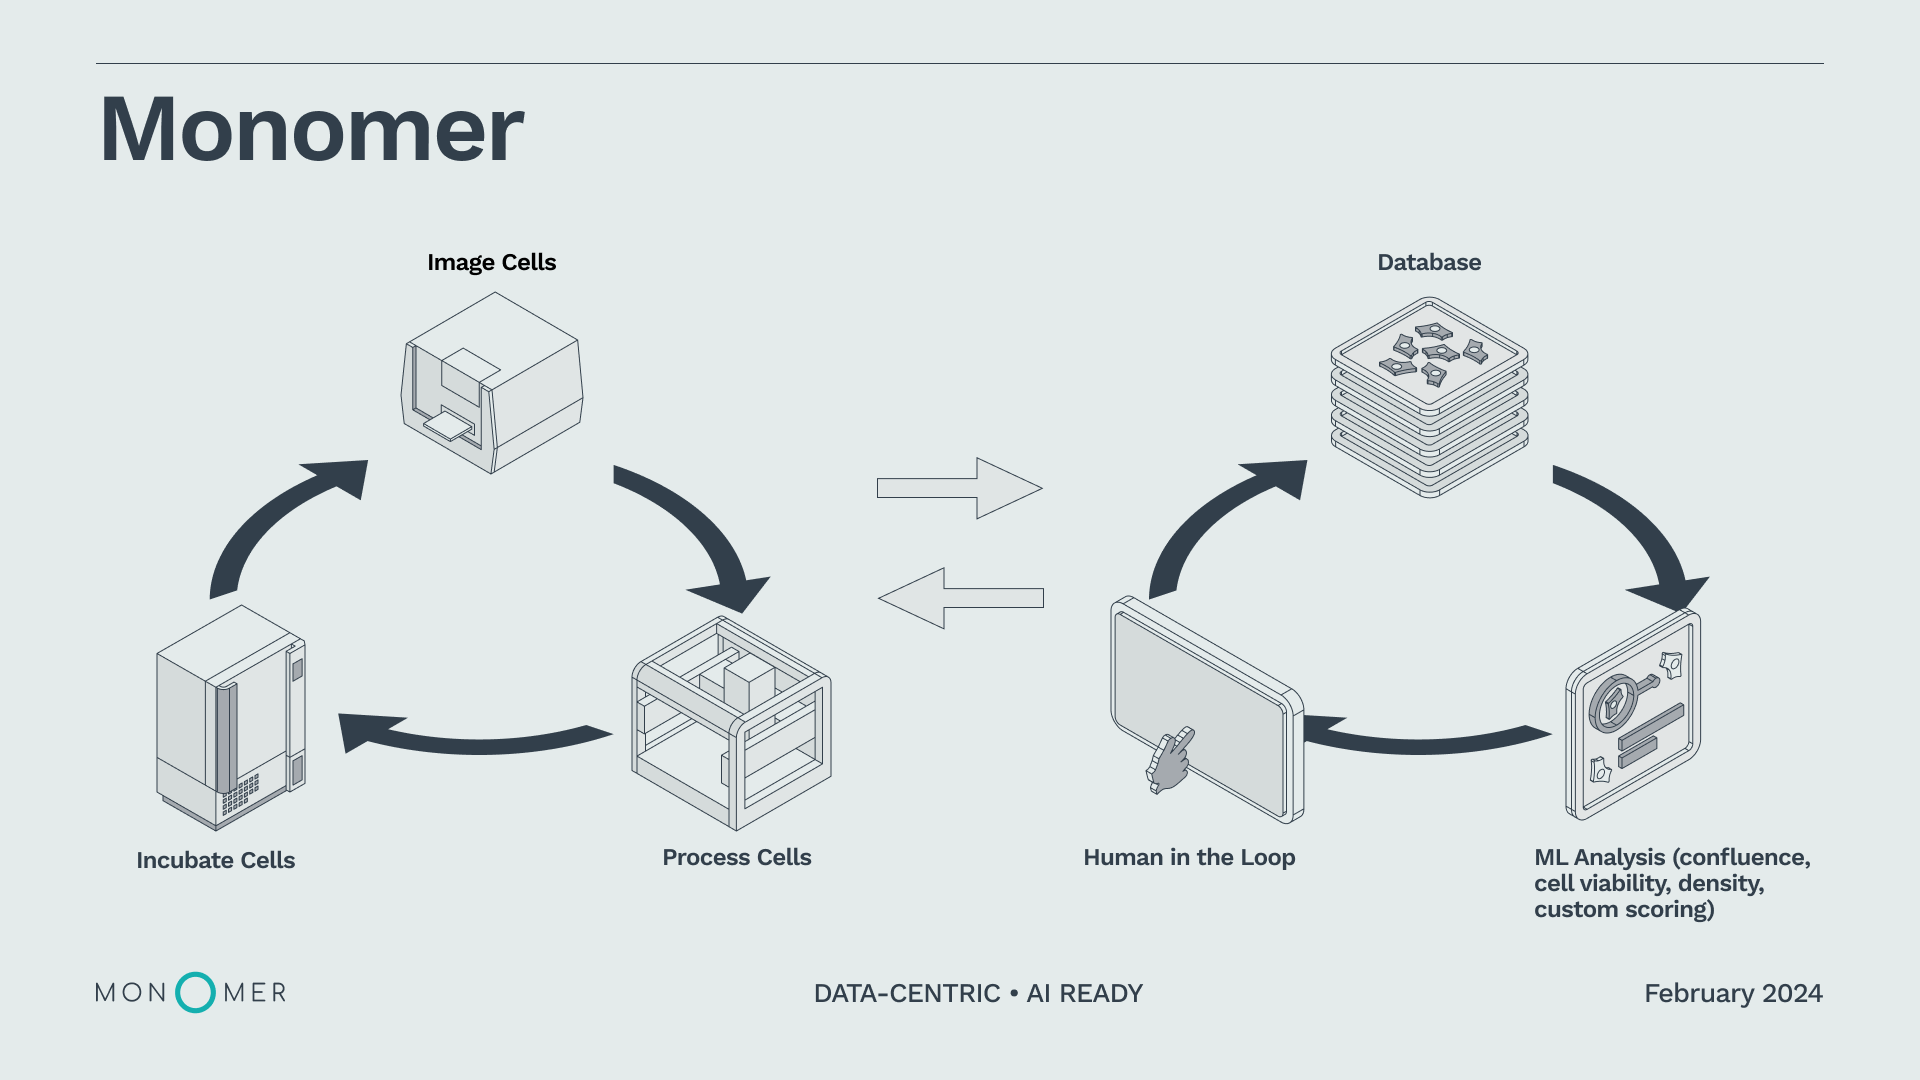 Monomer
Image Cells
Database
Incubate Cells
Process Cells
Human in the Loop
ML Analysis (confluence,
cell viability, density,
custom scoring)
MONOMER
DATA-CENTRIC • AI READY
February 2024